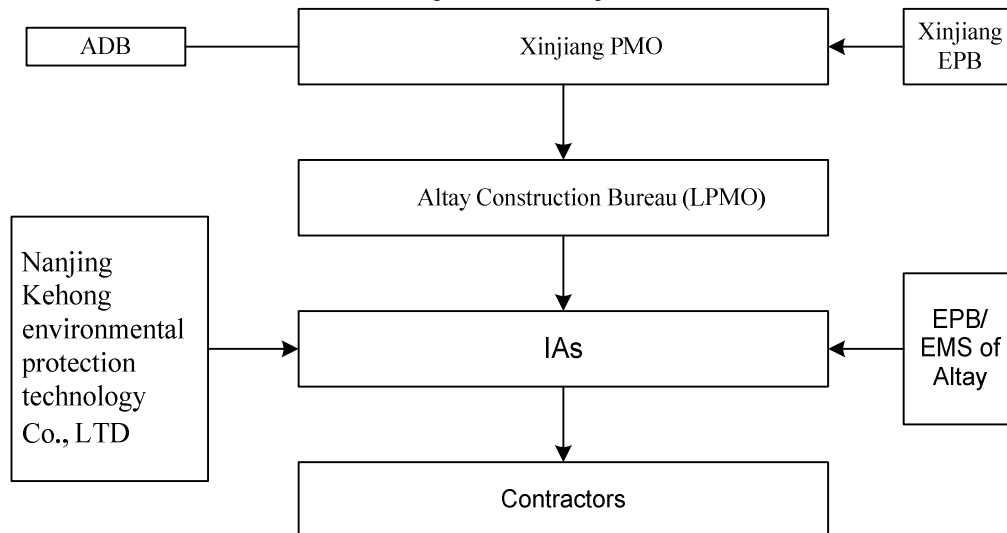 ADB
Xinjiang PMO
Xinjiang
EPB
Altay Construction Bureau (LPMO)
Nanjing
Kehong
environmental
protection
technology
Co., LTD
IAs
EPB/
EMS of
Altay
Contractors